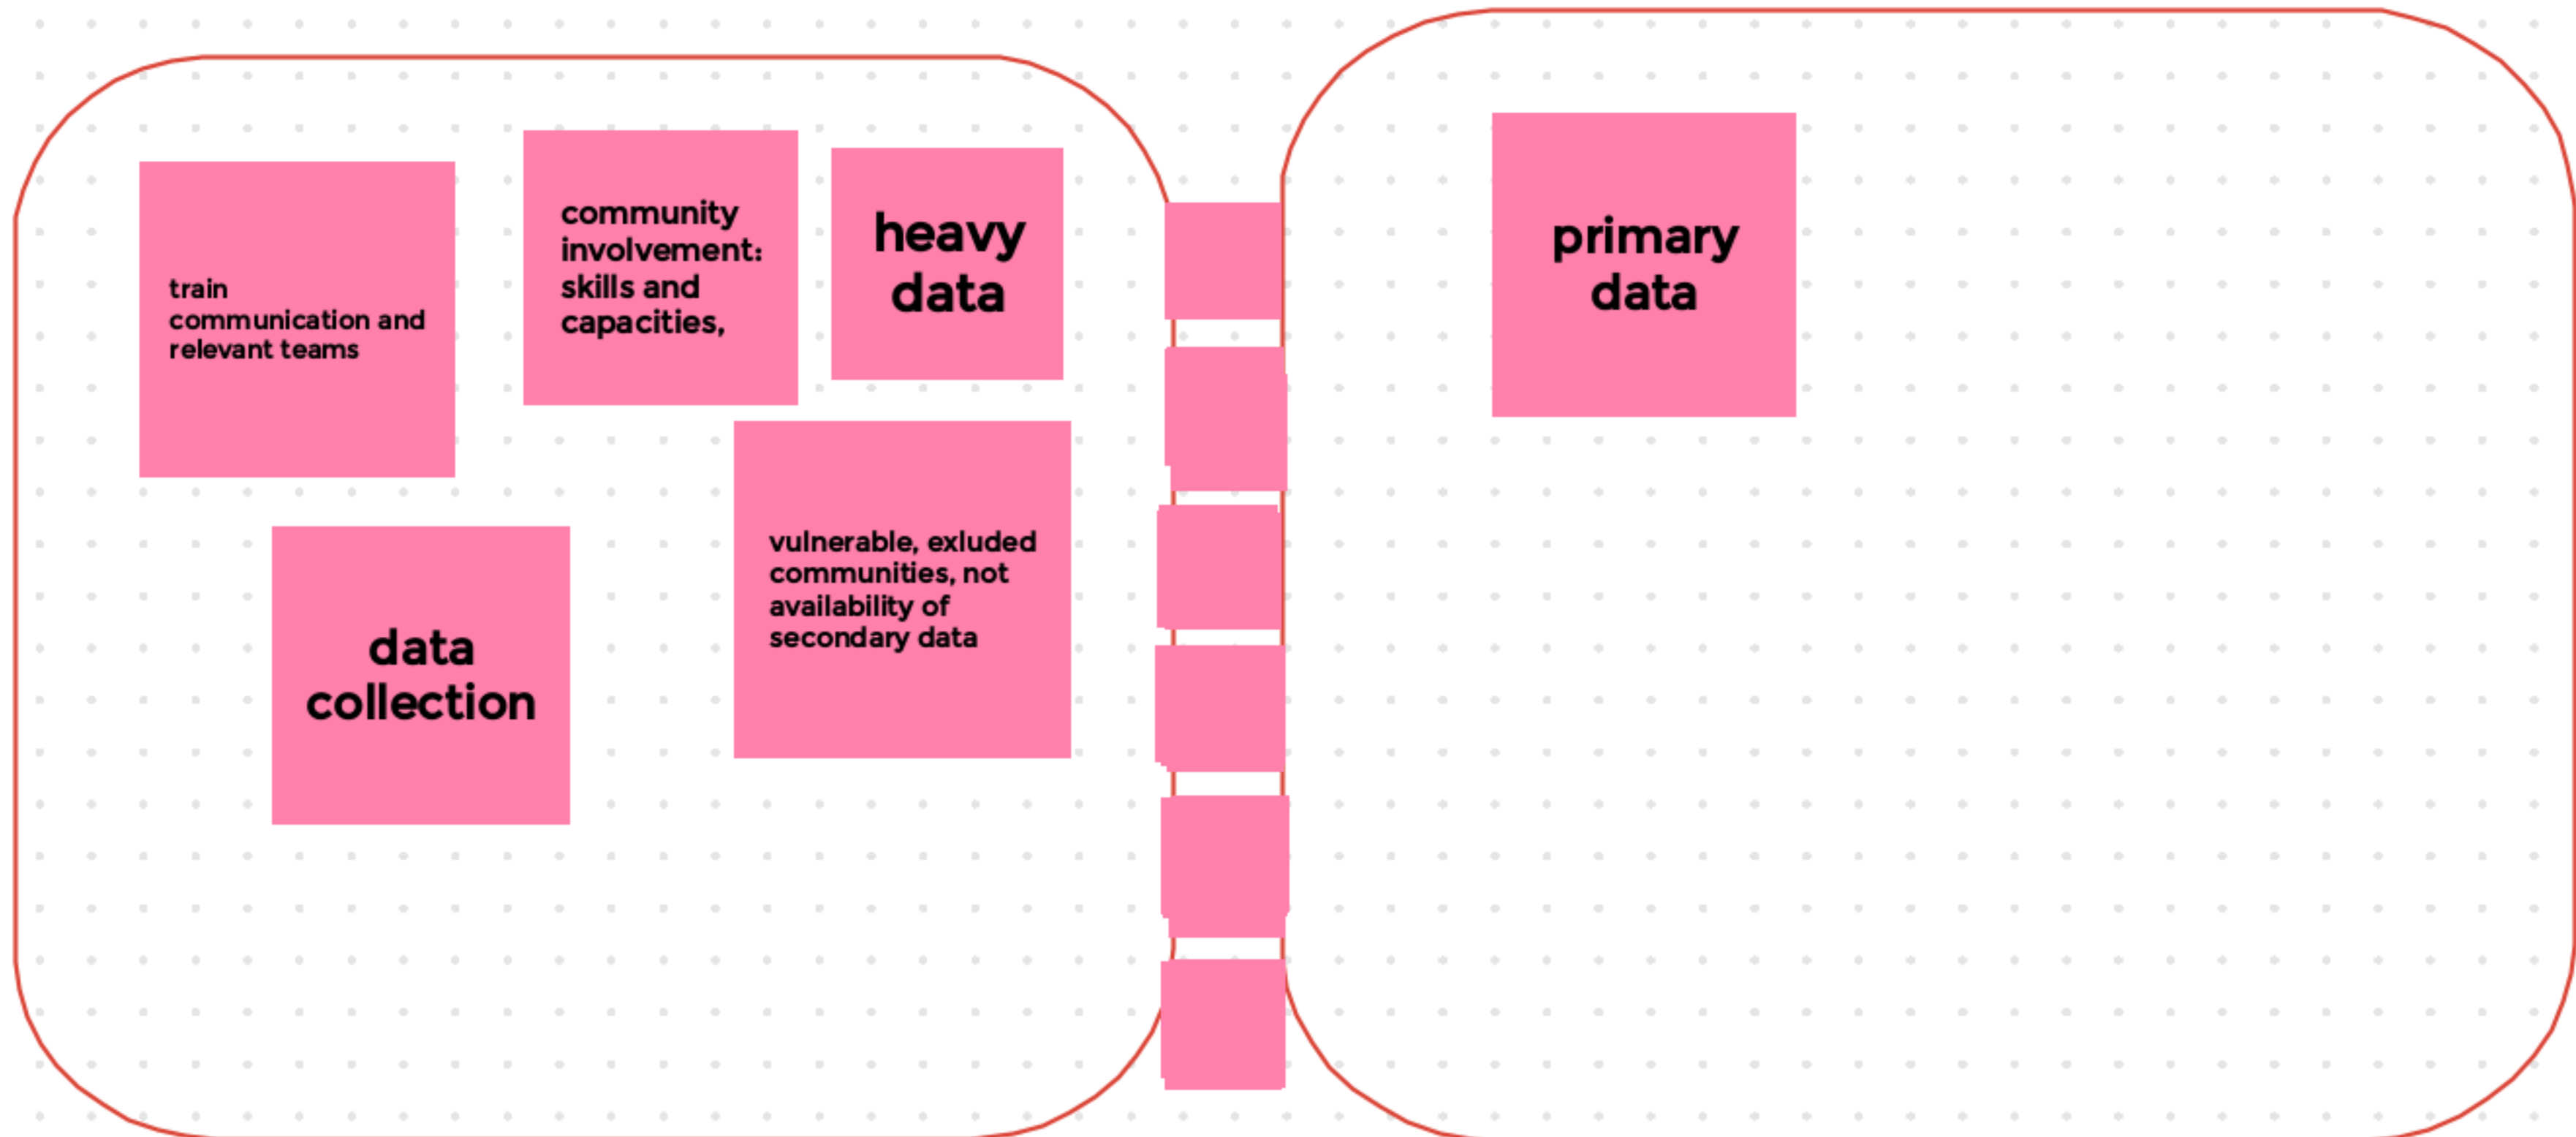 train
communication and
relevant teams
community
involvement:
skills and
capacities,
heavy
data
data
collection
vulnerable, exluded
communities, not
availability of
secondary data
primary
data